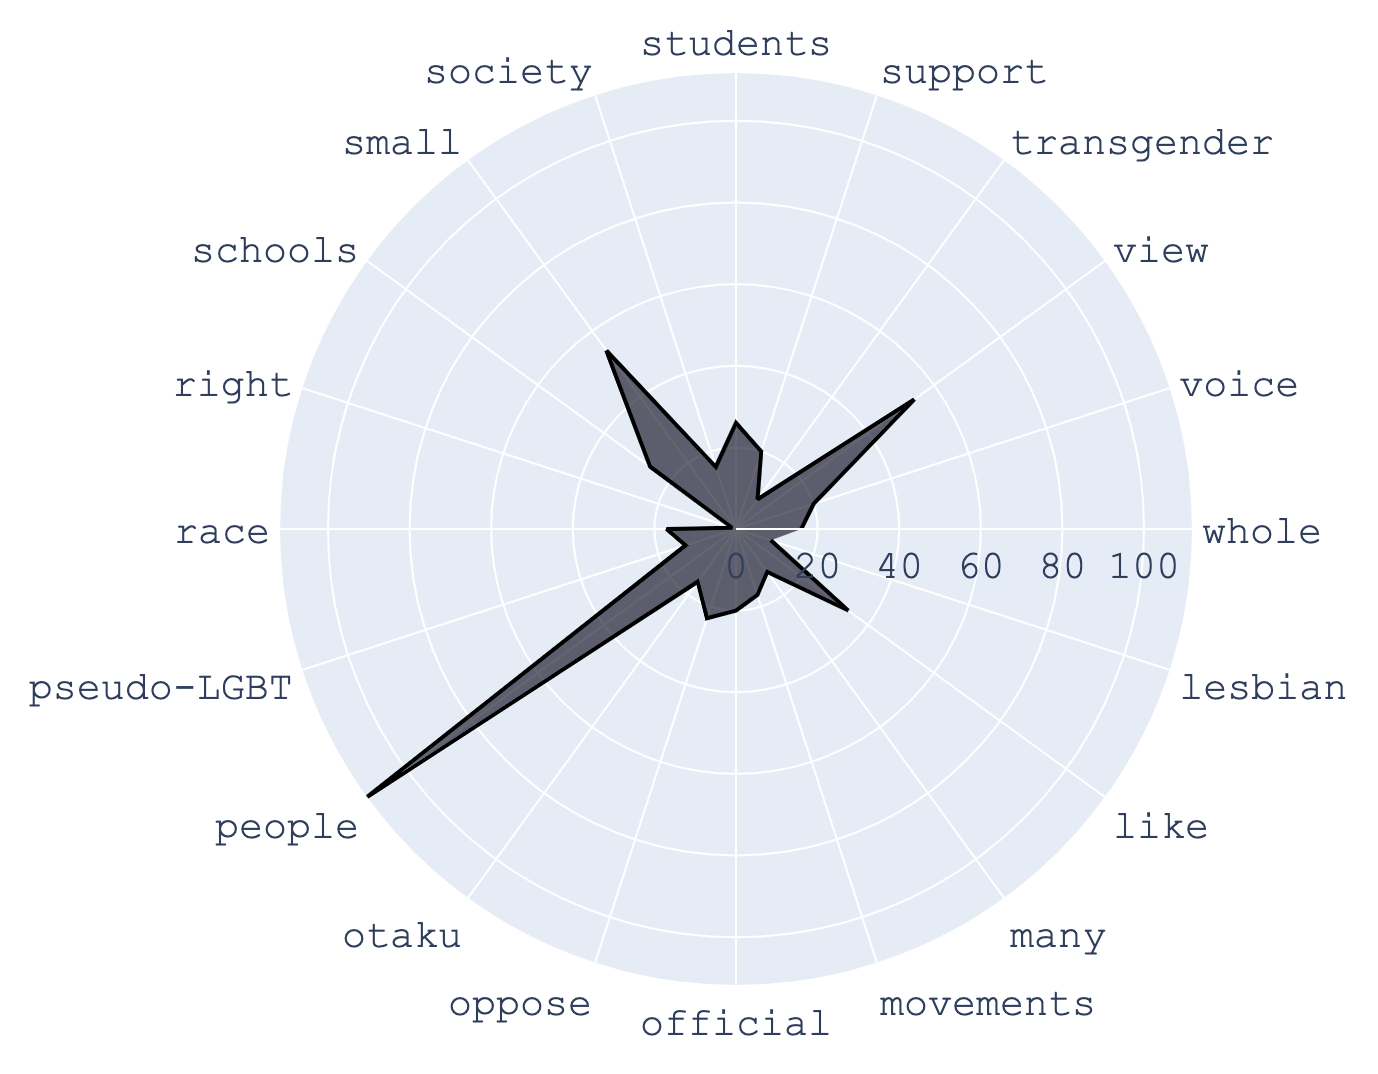 students
society
support
small
transgender
schools
view
right
voice
race
whole
0 20 40 60 80 100
pseudo-LGBT
lesbian
people
like
otaku
many
oppose
movements
official